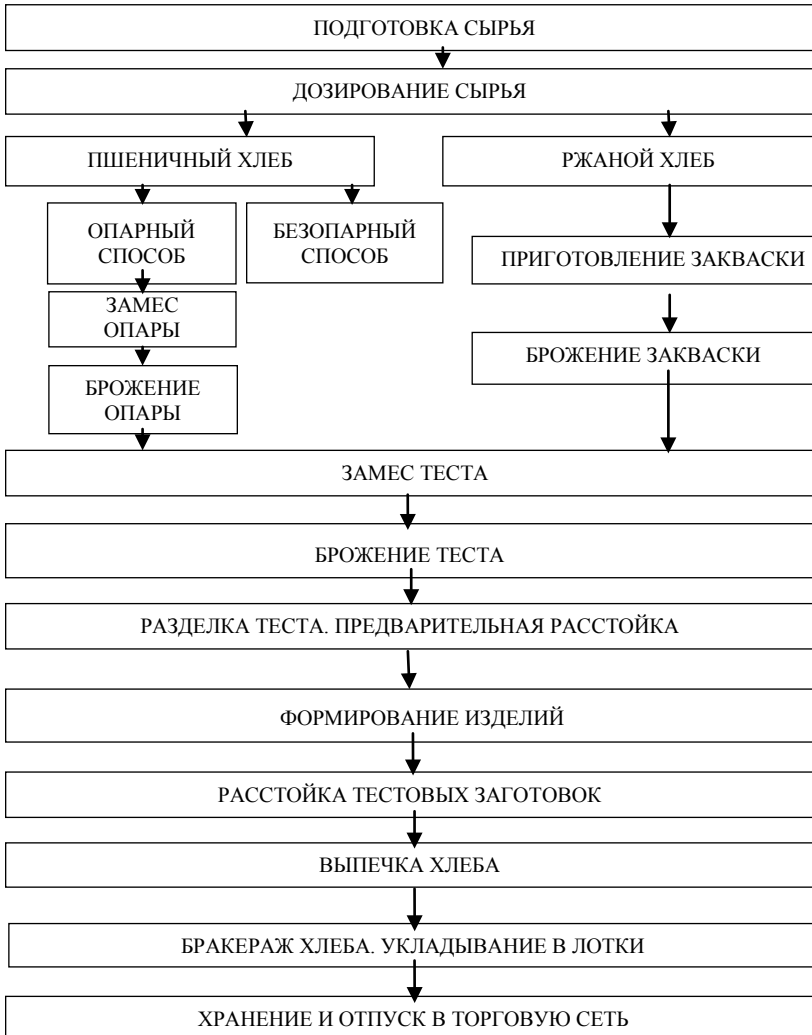 ПОДГОТОВКА СЫРЬЯ
ДОЗИРОВАНИЕ СЫРЬЯ
ПШЕНИЧНЫЙ ХЛЕБ
РЖАНОЙ ХЛЕБ
ОПАРНЫЙ
СПОСОБ
БЕЗОПАРНЫЙ
СПОСОБ
ПРИГОТОВЛЕНИЕ ЗАКВАСКИ
ЗАМЕС
ОПАРЫ
БРОЖЕНИЕ ЗАКВАСКИ
БРОЖЕНИЕ
ОПАРЫ
ЗАМЕС ТЕСТА
БРОЖЕНИЕ ТЕСТА
РАЗДЕЛКА ТЕСТА. ПРЕДВАРИТЕЛЬНАЯ РАССТОЙКА
ФОРМИРОВАНИЕ ИЗДЕЛИЙ
РАССТОЙКА ТЕСТОВЫХ ЗАГОТОВОК
ВЫПЕЧКА ХЛЕБА
БРАКЕРАЖ ХЛЕБА. УКЛАДЫВАНИЕ В ЛОТКИ
ХРАНЕНИЕ И ОТПУСК В ТОРГОВУЮ СЕТЬ